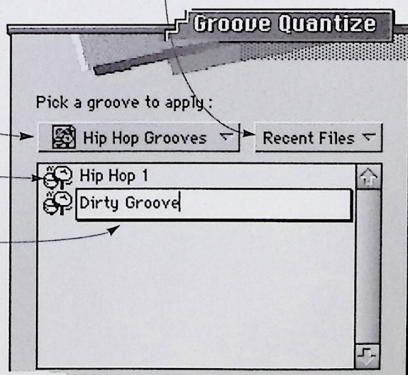 Groove Quantize
Pick a groove to apply :
Hip Hop Grooves Recent Files
Hip Hop 1
Dirty Groove